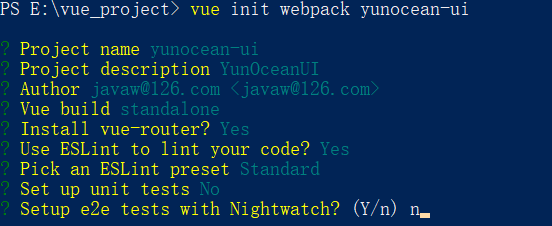 PS E:\vue_project> vue init webpack yunocean-ui
? Project name yunocean-ui
? Project description YunOceanUI
? Author javaw@126.com <javaw@126.com>
? Vue build standalone
? Install vue-router? Yes
? Use ESLint to lint your code? Yes
? Pick an ESLint preset Standard
? Set up unit tests No
? Setup e2e tests with Nightwatch? (Y/n) n_